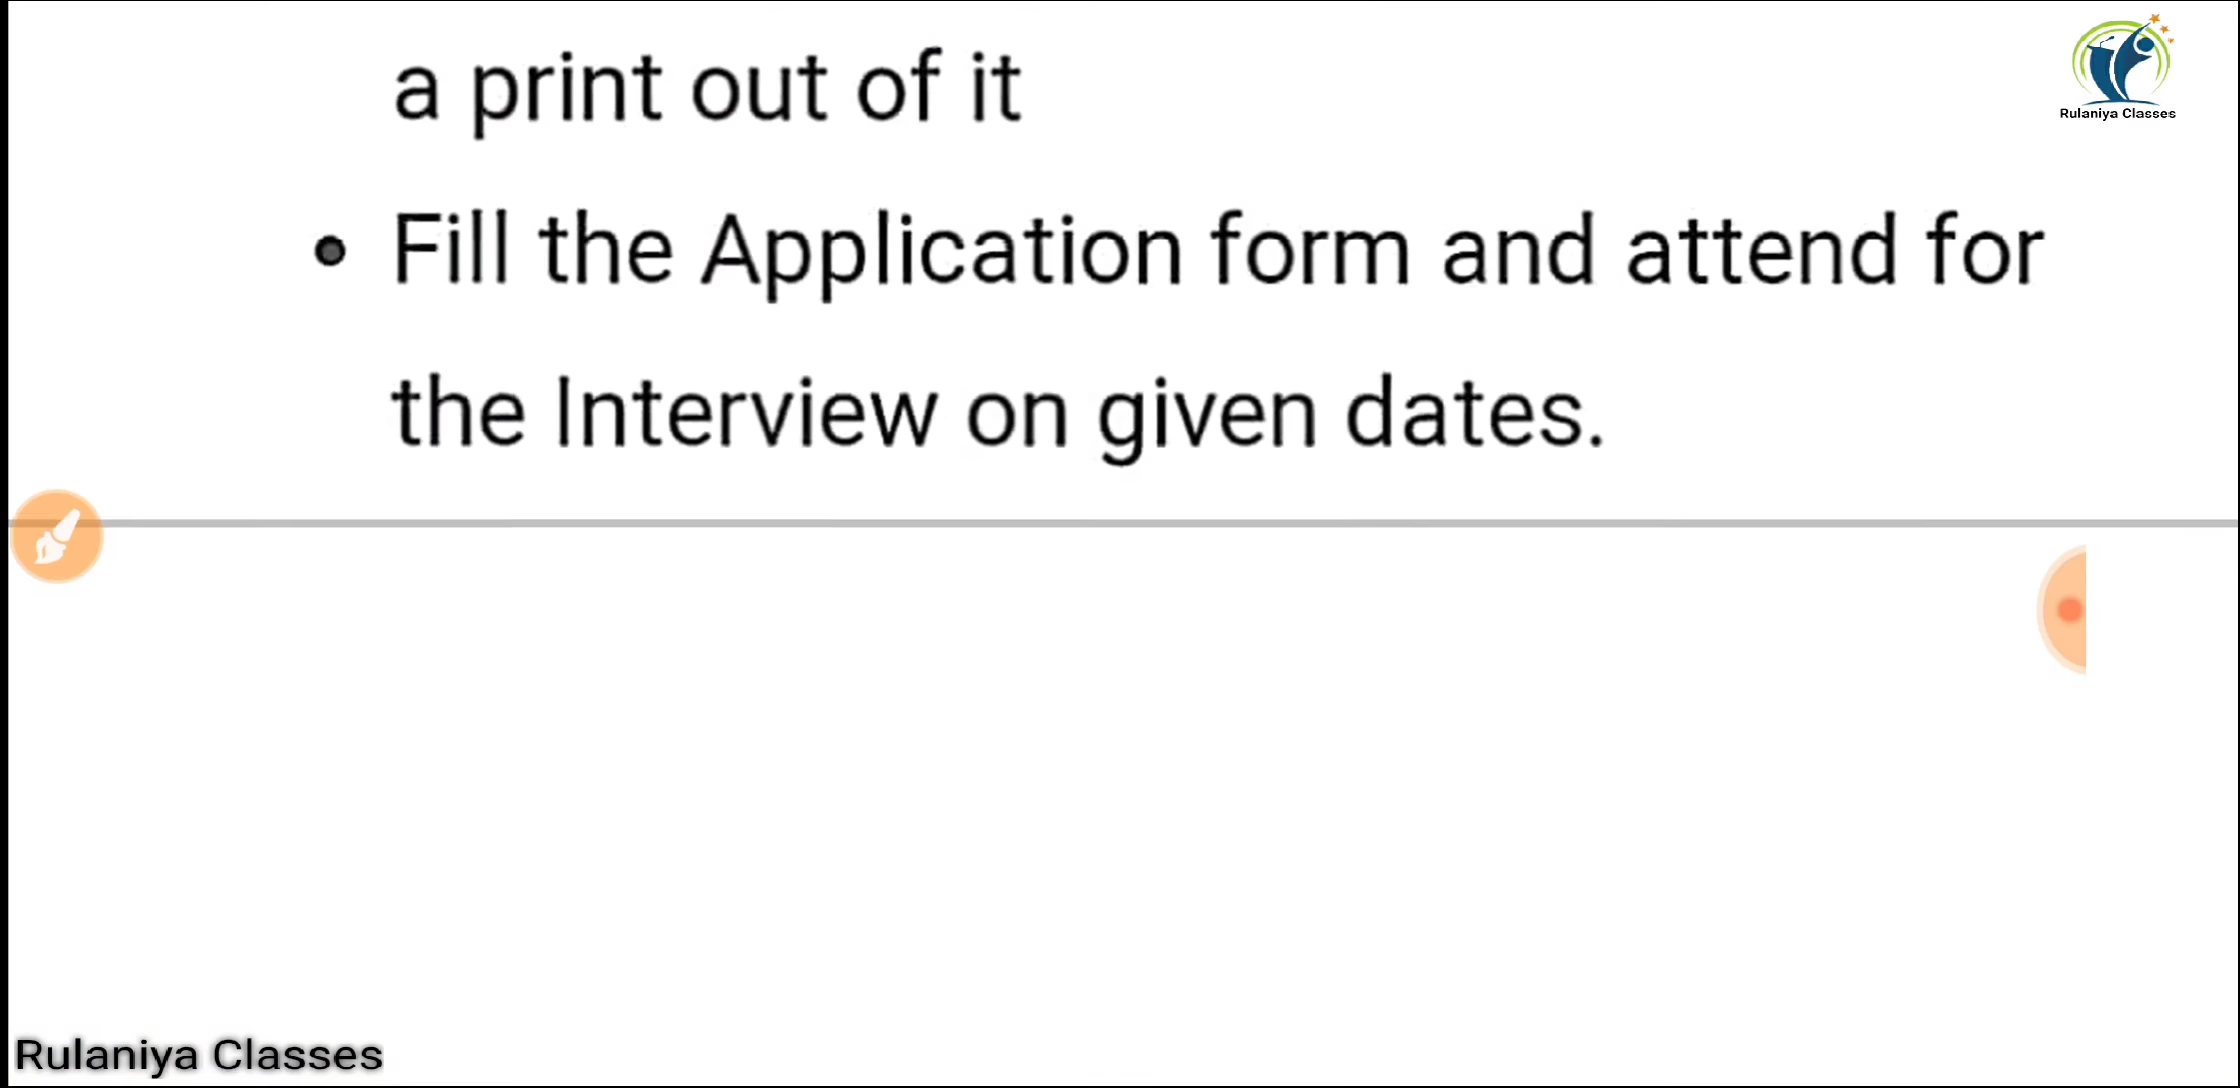 a print out of it
Rulaniya Classes
• Fill the Application form and attend for
the Interview on given dates.
Rulaniya Classes